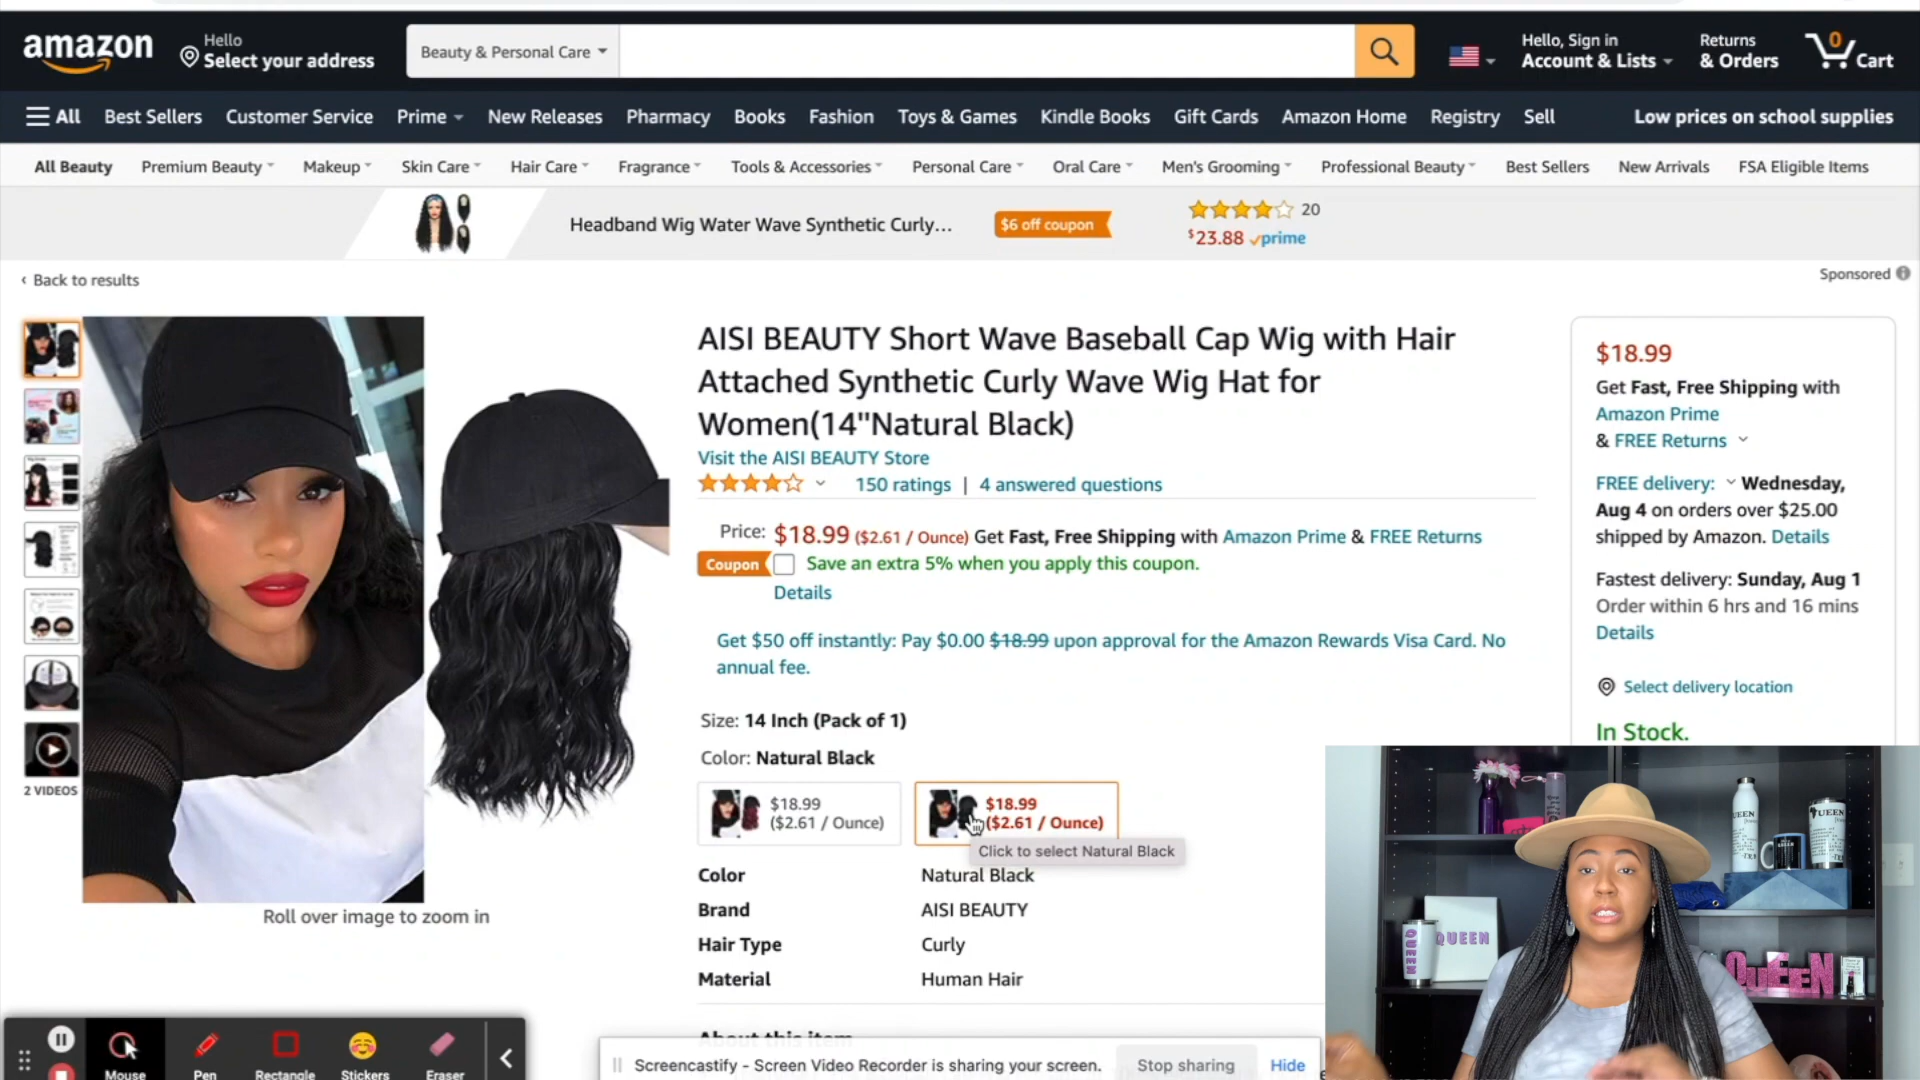 amazon
Hello
Select your address
Beauty & Personal Care
Hello, Sign in
Account & Lists
Returns
& Orders
0
Cart
All
Best Sellers
Customer Service
Prime
New Releases
Pharmacy
Books
Fashion
Toys & Games
Kindle Books
Gift Cards
Amazon Home
Registry
Sell
Low prices on school supplies
All Beauty
Premium Beauty
Makeup
Skin Care
Hair Care
Fragrance
Tools & Accessories
Personal Care
Oral Care
Men's Grooming
Professional Beauty
Best Sellers
New Arrivals
FSA Eligible Items
Headband Wig Water Wave Synthetic Curly...
$6 off coupon
20
$23.88 prime
Sponsored
‹ Back to results
AISI BEAUTY Short Wave Baseball Cap Wig with Hair
Attached Synthetic Curly Wave Wig Hat for
Women(14"Natural Black)
Visit the AISI BEAUTY Store
150 ratings | 4 answered questions
Price: $18.99 ($2.61 / Ounce) Get Fast, Free Shipping with Amazon Prime & FREE Returns
Coupon Save an extra 5% when you apply this coupon.
Details
Get $50 off instantly: Pay $0.00 $18.99 upon approval for the Amazon Rewards Visa Card. No
annual fee.
Size: 14 Inch (Pack of 1)
Color: Natural Black
$18.99
($2.61 / Ounce)
$18.99
($2.61 / Ounce)
Click to select Natural Black
Color Natural Black
Brand AISI BEAUTY
Hair Type Curly
Material Human Hair
About this item
2 VIDEOS
Roll over image to zoom in
$18.99
Get Fast, Free Shipping with
Amazon Prime
& FREE Returns
FREE delivery: Wednesday,
Aug 4 on orders over $25.00
shipped by Amazon. Details
Fastest delivery: Sunday, Aug 1
Order within 6 hrs and 16 mins
Details
Select delivery location
In Stock.
QUEEN
QUEEN
QUEEN
Mouse
Pen
Rectangle
Stickers
Eraser
Screencastify - Screen Video Recorder is sharing your screen.
Stop sharing
Hide